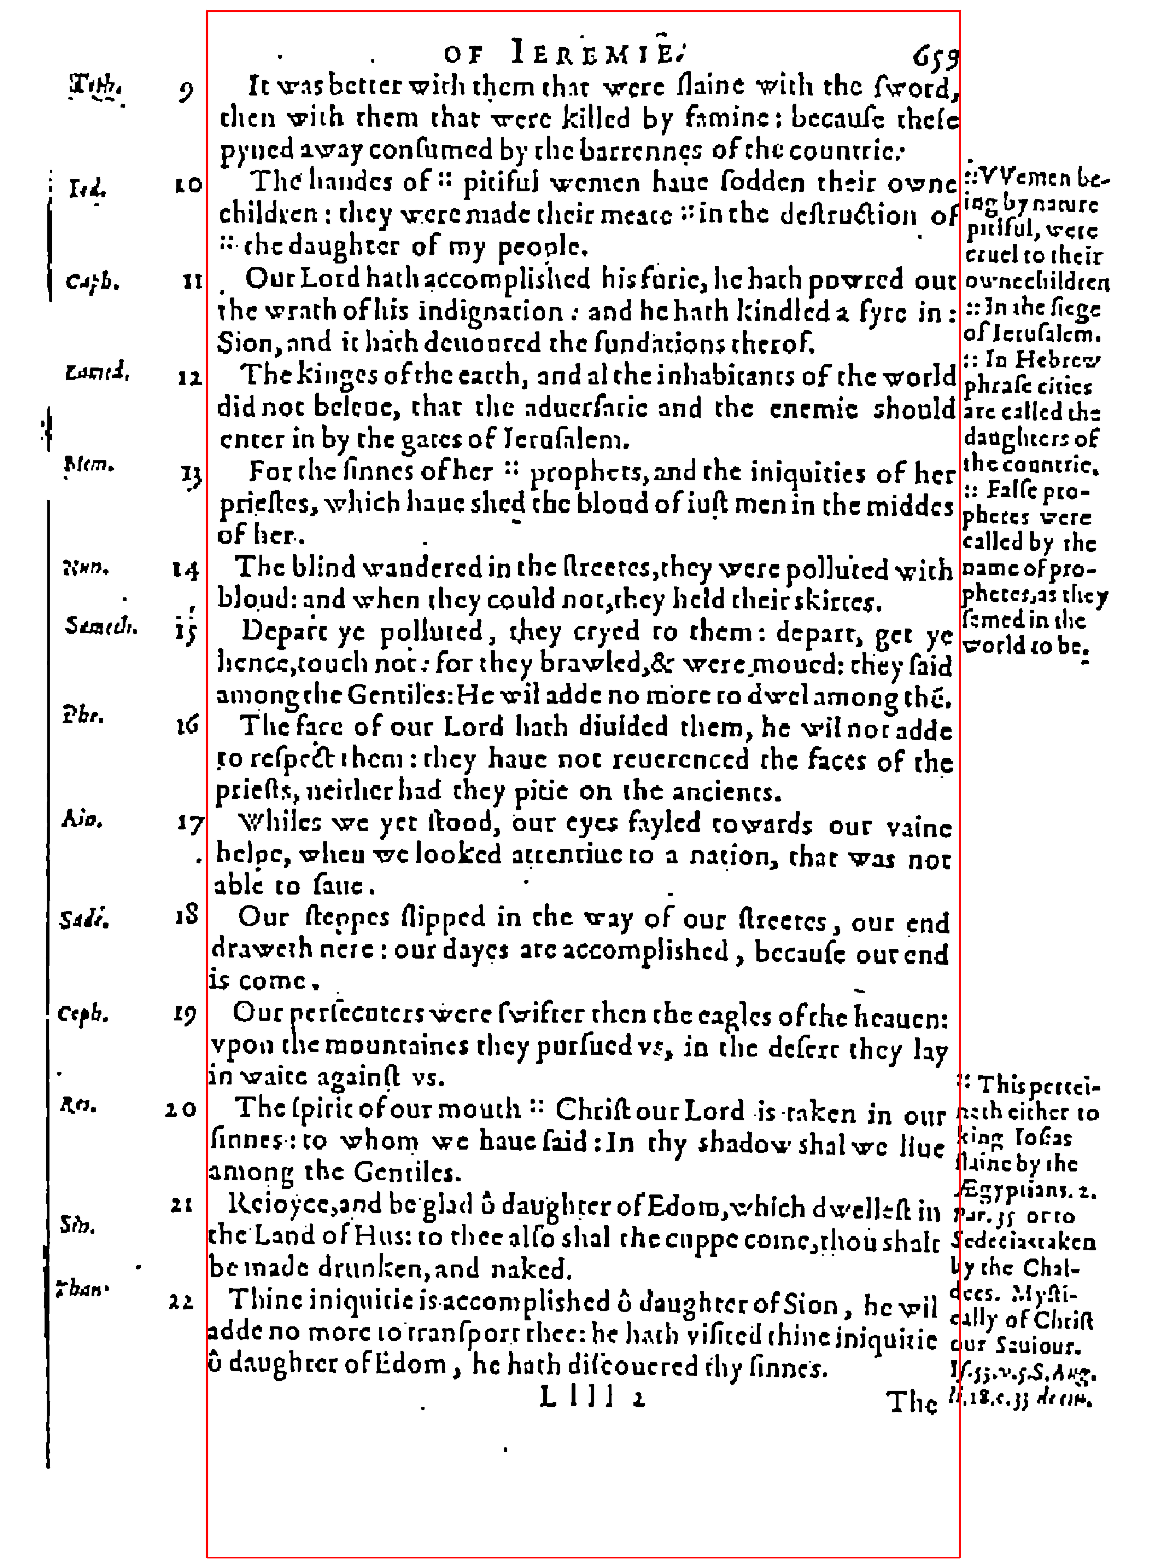 OF IEREMIE.
659
Teth. 9 It was better with them that were ſlaine with the ſword,
then with them that were killed by famine: becauſe theſe
pyned away conſumed by the barrennes of the countrie.
Iod. 10 The handes of :: pitiful wemen haue ſodden their owne
children: they were made their meate :: in the deſtruction of
:: the daughter of my people.
Caph. 11 Our Lord hath accomplished his furie, he hath powred out
the wrath of his indignation: and he hath kindled a fyre in:
Sion, and it hath deuoured the fundations therof.
Lamed. 12 The kinges of the earth, and al the inhabitants of the world
did not beleue, that the aduerſarie and the enemie should
enter in by the gates of Ieruſalem.
Mem. 13 For the ſinnes of her :: prophets, and the iniquities of her
prieſtes, which haue shed the bloud of iuſt men in the middes
of her.
Nun. 14 The blind wandered in the ſtreetes, they were polluted with
bloud: and when they could not, they held their skirtes.
Samech. 15 Depart ye polluted, they cryed to them: depart, get ye
hence, touch not: for they brawled, & were moued: they ſaid
among the Gentiles: He wil adde no more to dwel among thē.
Phe. 16 The face of our Lord hath diuided them, he wil not adde
to reſpect them: they haue not reuerenced the faces of the
prieſts, neither had they pitie on the ancients.
Ain. 17 Whiles we yet ſtood, our eyes fayled towards our vaine
helpe, when we looked attentiue to a nation, that was not
able to ſaue.
Sade. 18 Our ſteppes ſlipped in the way of our ſtreetes, our end
draweth nere: our dayes are accomplished, becauſe our end
is come.
Coph. 19 Our perſecuters were ſwifter then the eagles of the heauen:
vpon the mountaines they purſued vs, in the deſert they lay
in waite againſt vs.
Res. 20 The ſpirit of our mouth :: Chriſt our Lord is taken in our
ſinnes: to whom we haue ſaid: In thy shadow shal we liue
among the Gentiles.
Sin. 21 Reioyce, and be glad ô daughter of Edom, which dwelleſt in
the Land of Hus: to thee alſo shal the cuppe come, thou shalt
be made drunken, and naked.
Thau. 22 Thine iniquitie is accomplished ô daughter of Sion, he wil
adde no more to tranſport thee: he hath viſited thine iniquitie
ô daughter of Edom, he hath diſcouered thy ſinnes.
Llll 2
The
:: VVemen be-
ing by nature
pitiful, were
cruel to their
owne children
:: In the ſiege
of Ieruſalem.
:: In Hebrew
phraſe cities
are called the
daughters of
the countrie.
:: Falſe pro-
phetes were
called by the
name of pro-
phetes, as they
ſemed in the
world to be.
:: This pertei-
neth either to
king Ioſias
ſlaine by the
Ægyptians. 2.
Par. 35 or to
Sedecias taken
by the Chal-
dees. Myſti-
cally of Chriſt
our Sauiour.
Iſ. 53. v. 5. S. Aug.
li. 18. c. 33 de ciu.